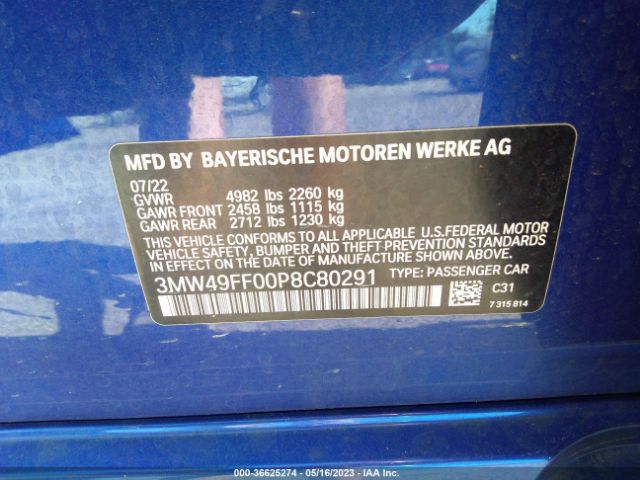 MFD BY BAYERISCHE MOTOREN WERKE AG
07/22
GVWR 4982 lbs 2260 kg
GAWR FRONT 2458 lbs 1115 kg
GAWR REAR 2712 lbs 1230 kg
THIS VEHICLE CONFORMS TO ALL APPLICABLE U.S.FEDERAL MOTOR
VEHICLE SAFETY, BUMPER, AND THEFT PREVENTION STANDARDS
IN EFFECT ON THE DATE OF MANUFACTURE SHOWN ABOVE.
3MW49FF00P8C80291 TYPE: PASSENGER CAR
C31
7 315 814
000-36625274 - 05/16/2023 - IAA Inc.